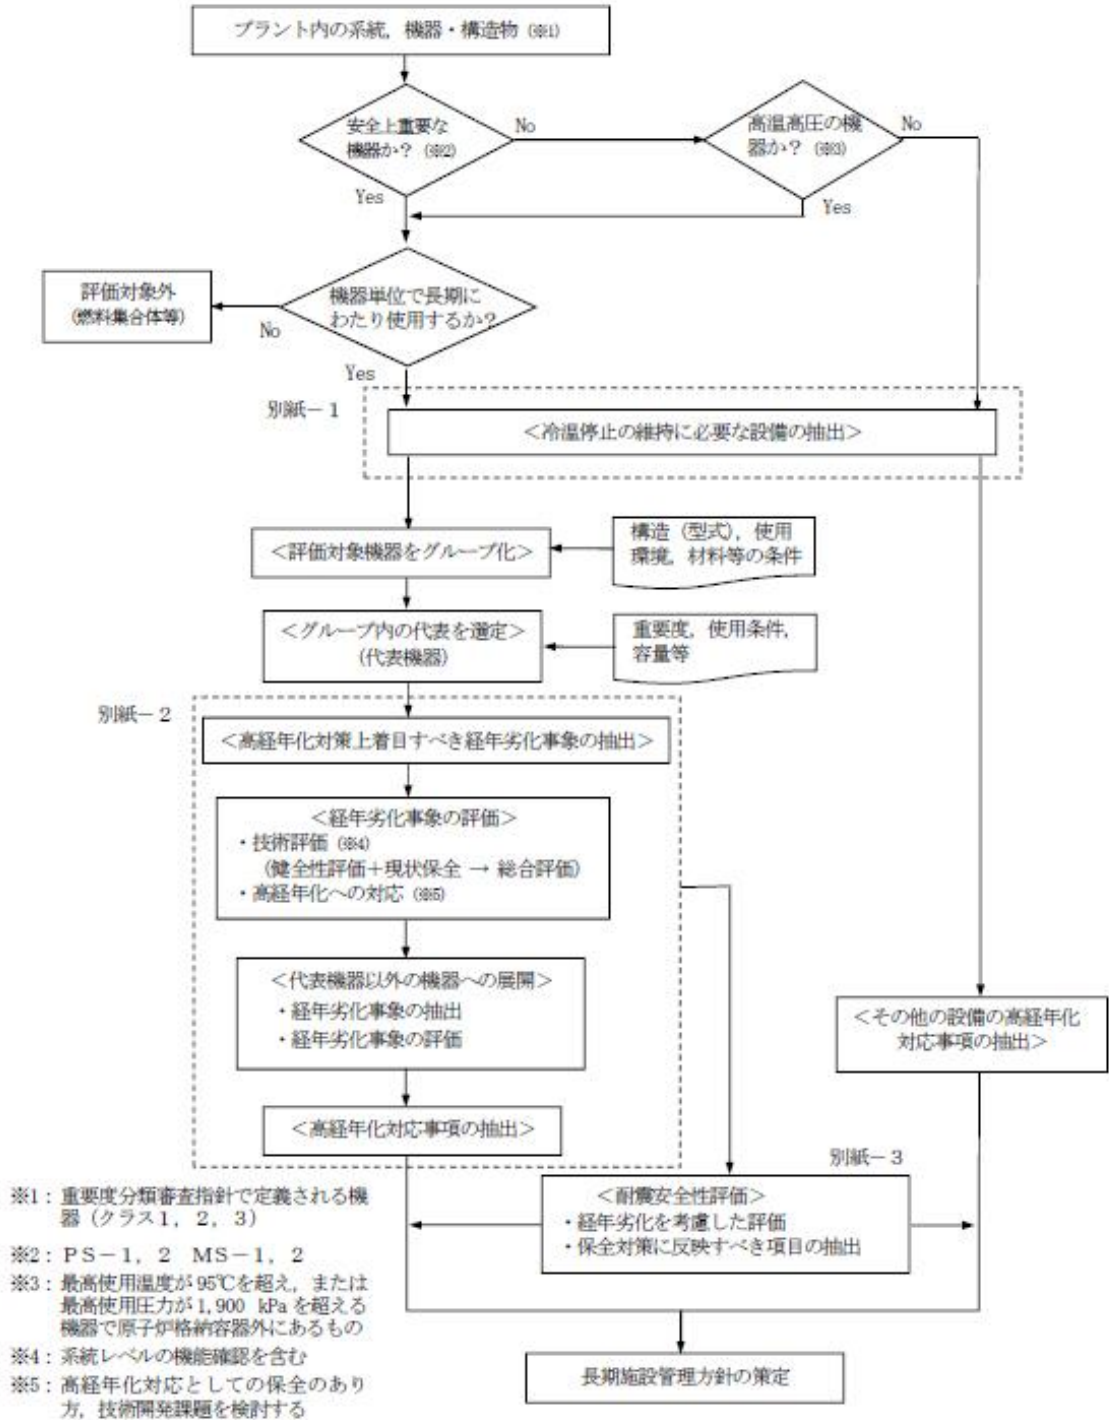 プラント内の系統，機器・構造物 (※1)
安全上重要な
機器か？ (※2)
No
高温高圧の機
器か？ (※3)
No
Yes
Yes
評価対象外
(燃料集合体等)
機器単位で長期に
わたり使用するか？
No
Yes
別紙－１
＜冷温停止の維持に必要な設備の抽出＞
＜評価対象機器をグループ化＞
構造（型式），使用
環境，材料等の条件
＜グループ内の代表を選定＞
(代表機器)
重要度，使用条件，
容量等
別紙－２
＜高経年化対策上着目すべき経年劣化事象の抽出＞
＜経年劣化事象の評価＞
・技術評価 (※4)
(健全性評価＋現状保全 → 総合評価)
・高経年化への対応 (※5)
＜代表機器以外の機器への展開＞
・経年劣化事象の抽出
・経年劣化事象の評価
＜その他の設備の高経年化
対応事項の抽出＞
＜高経年化対応事項の抽出＞
別紙－３
＜耐震安全性評価＞
・経年劣化を考慮した評価
・保全対策に反映すべき項目の抽出
※1：重要度分類審査指針で定義される機
器（クラス１，２，３）
※2：ＰＳ－１，２　ＭＳ－１，２
※3：最高使用温度が 95℃を超え，または
最高使用圧力が 1,900 kPa を超える
機器で原子炉格納容器外にあるもの
※4：系統レベルの機能確認を含む
※5：高経年化対応としての保全のあり
方，技術開発課題を検討する
長期施設管理方針の策定